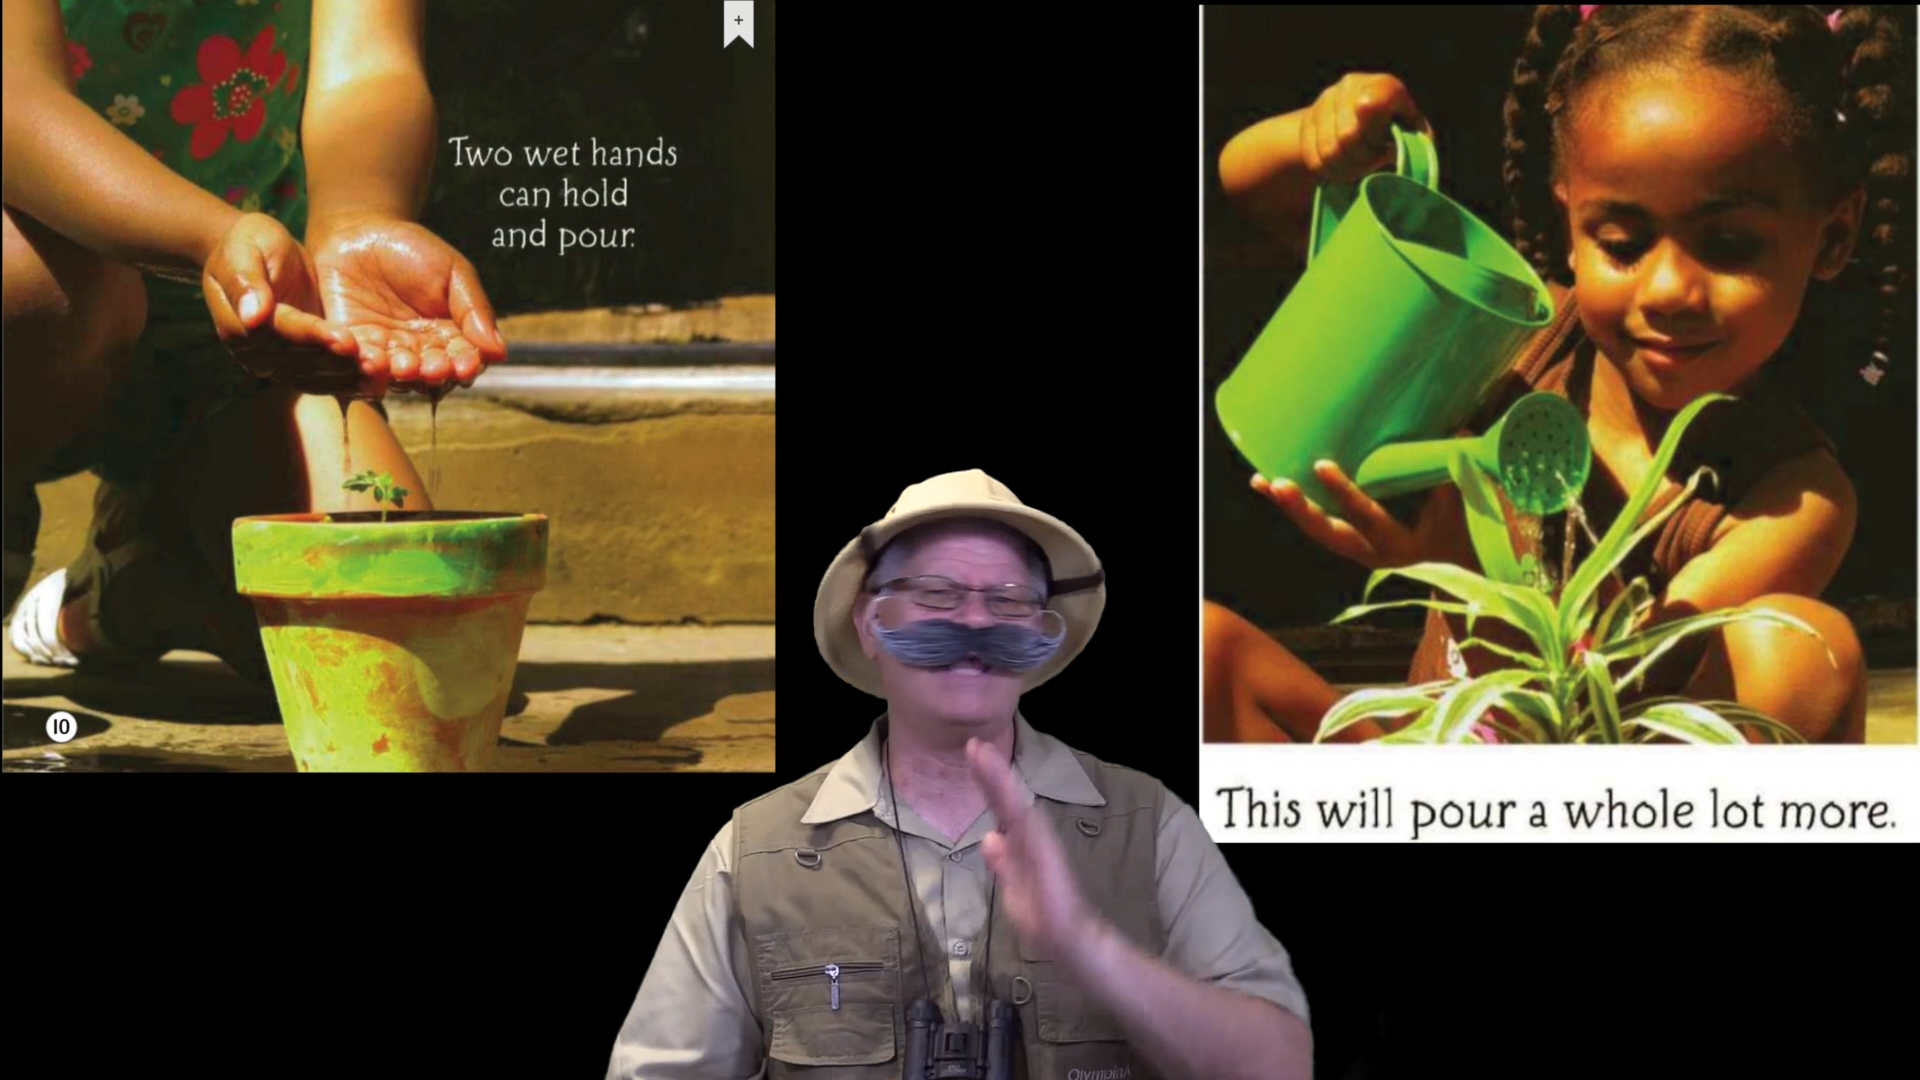 Two wet hands
can hold
and pour.
10
This will pour a whole lot more.